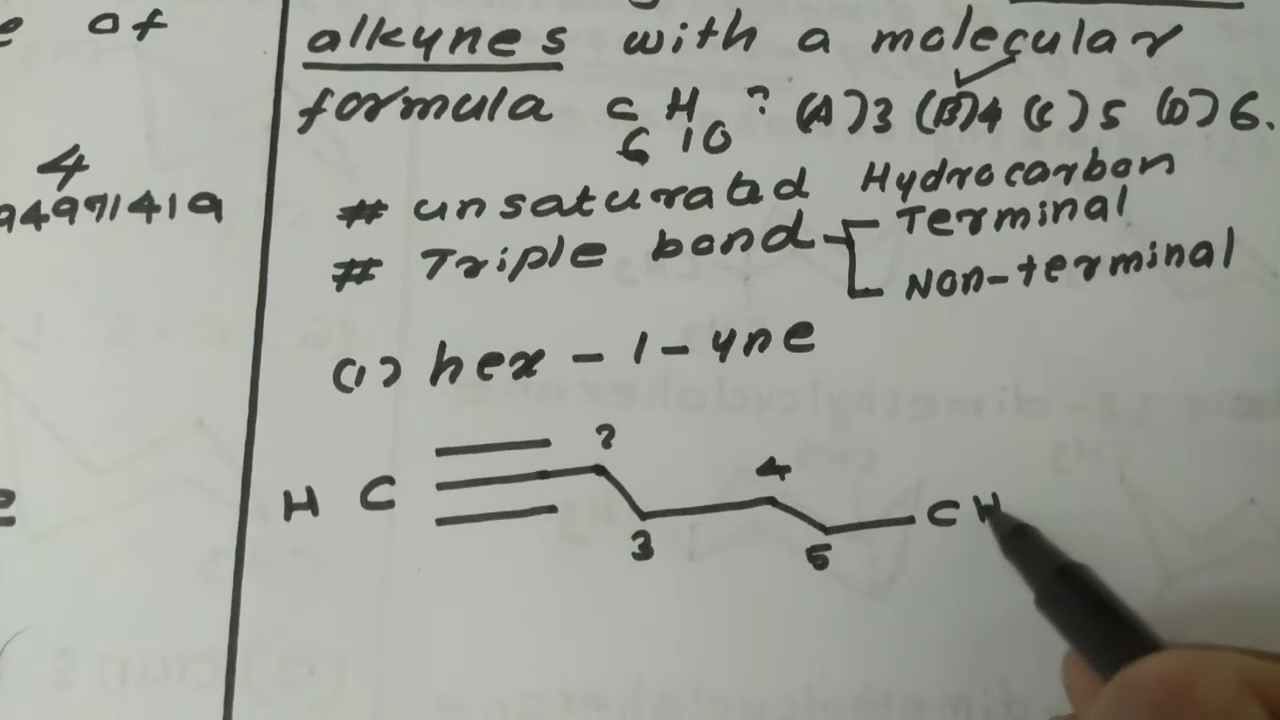 e of
4
94971419
e
alkynes with a molecular
formula C6H10? (A)3 (B)4 (C)5 (D)6.
# unsaturated Hydrocarbon
# Triple bond Terminal
Non-terminal
(1) hex-1-yne
2
4
HC CH
3
5